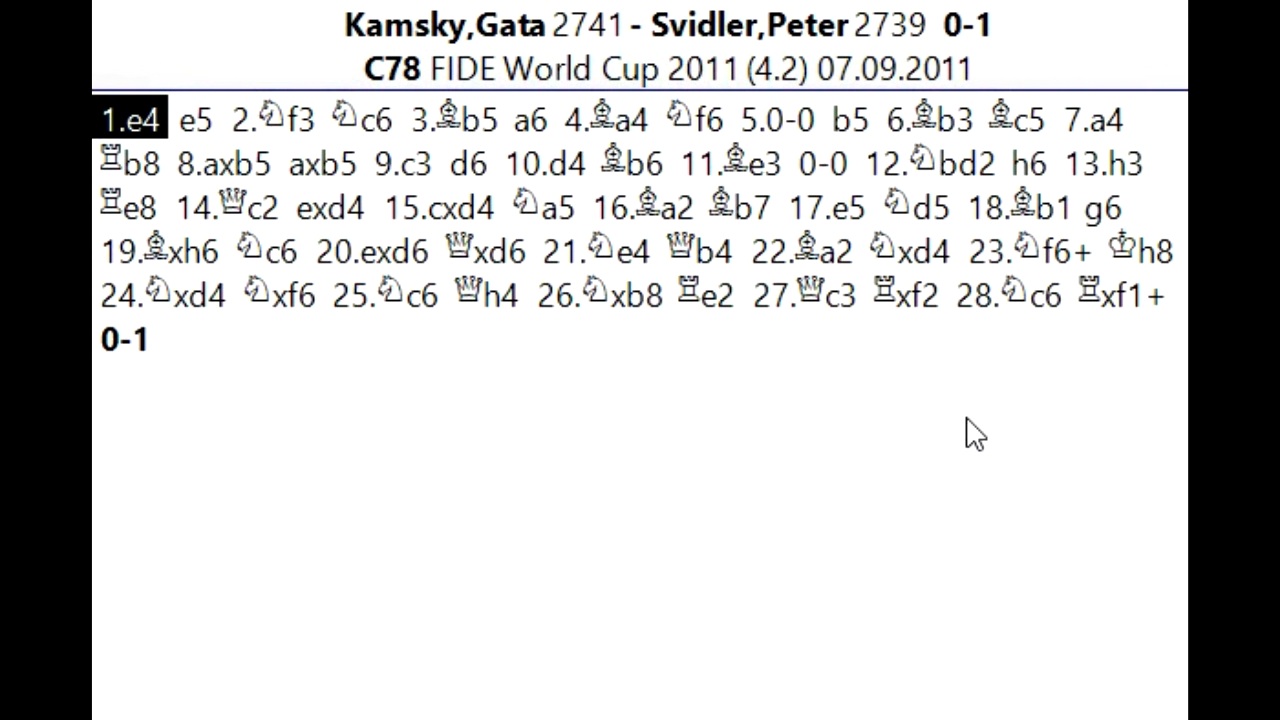 Kamsky,Gata 2741 - Svidler,Peter 2739 0-1
C78 FIDE World Cup 2011 (4.2) 07.09.2011
1.e4 e5 2.♘f3 ♘c6 3.♗b5 a6 4.♗a4 ♘f6 5.0-0 b5 6.♗b3 ♗c5 7.a4
♖b8 8.axb5 axb5 9.c3 d6 10.d4 ♗b6 11.♗e3 0-0 12.♘bd2 h6 13.h3
♖e8 14.♕c2 exd4 15.cxd4 ♘a5 16.♗a2 ♗b7 17.e5 ♘d5 18.♗b1 g6
19.♗xh6 ♘c6 20.exd6 ♕xd6 21.♘e4 ♕b4 22.♗a2 ♘xd4 23.♘f6+ ♔h8
24.♘xd4 ♘xf6 25.♘c6 ♕h4 26.♘xb8 ♖e2 27.♕c3 ♖xf2 28.♘c6 ♖xf1+
0-1